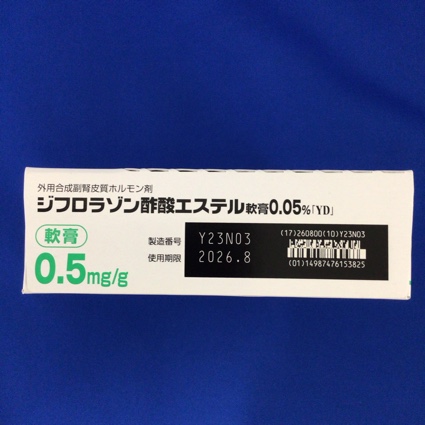 外用合成副腎皮質ホルモン剤
ジフロラゾン酢酸エステル軟膏0.05%「YD」
軟膏
0.5mg/g
製造番号 Y23N03
使用期限 2026.8
(17)260800(10)Y23N03
(01)14987476153825